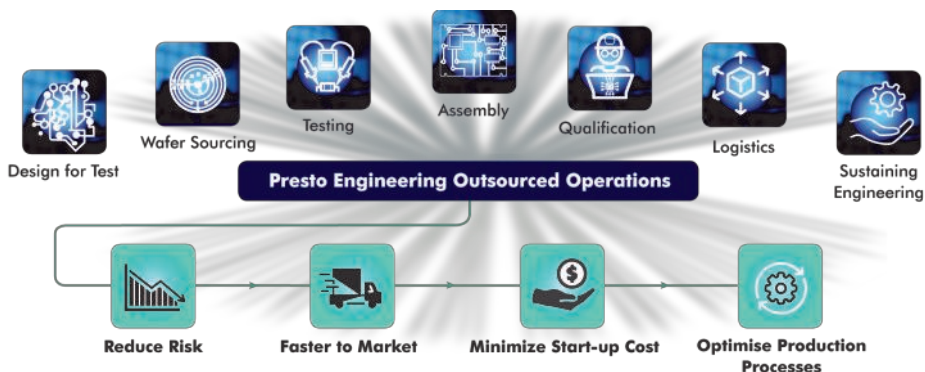 Design for Test
Wafer Sourcing
Testing
Assembly
Qualification
Logistics
Sustaining
Engineering
Presto Engineering Outsourced Operations
$
Reduce Risk
Faster to Market
Minimize Start-up Cost
Optimise Production
Processes